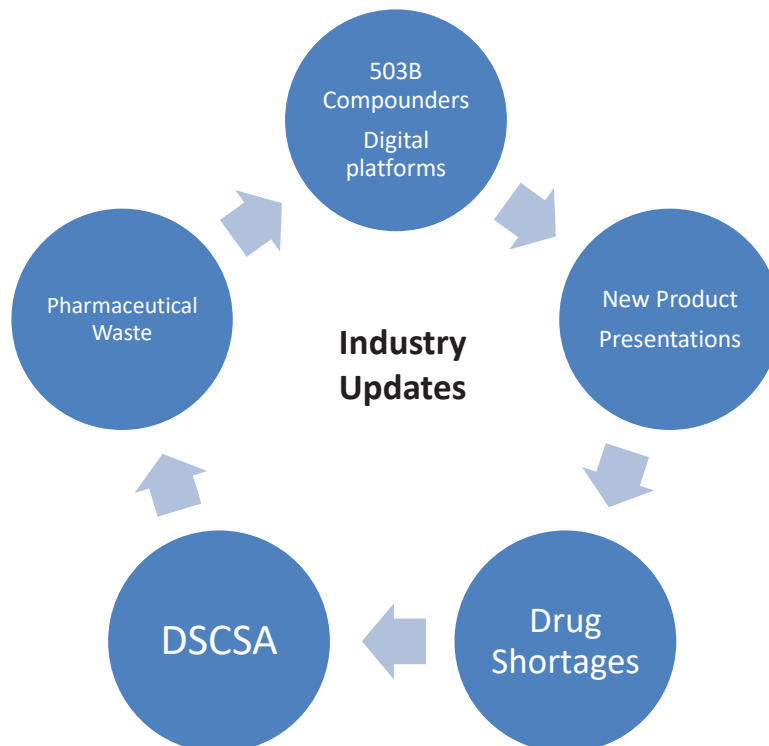 503B
Compounders
Digital
platforms
New Product
Presentations
Drug
Shortages
DSCSA
Pharmaceutical
Waste
Industry
Updates